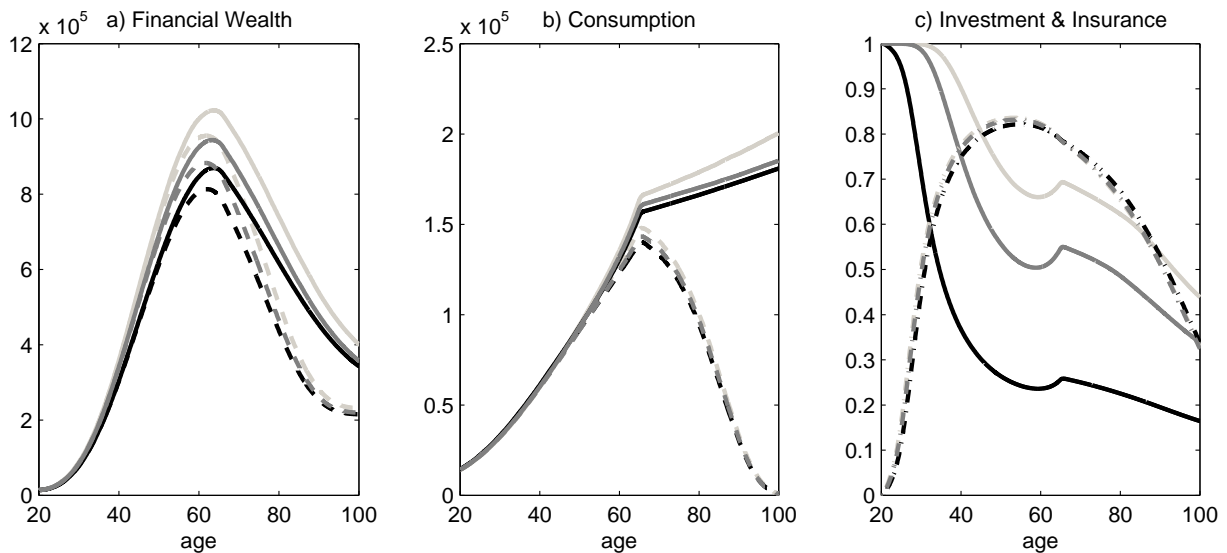 a) Financial Wealth
x 10^5
12
10
8
6
4
2
0
20 40 60 80 100
age
b) Consumption
x 10^5
2.5
2
1.5
1
0.5
0
20 40 60 80 100
age
c) Investment & Insurance
1
0.9
0.8
0.7
0.6
0.5
0.4
0.3
0.2
0.1
0
20 40 60 80 100
age